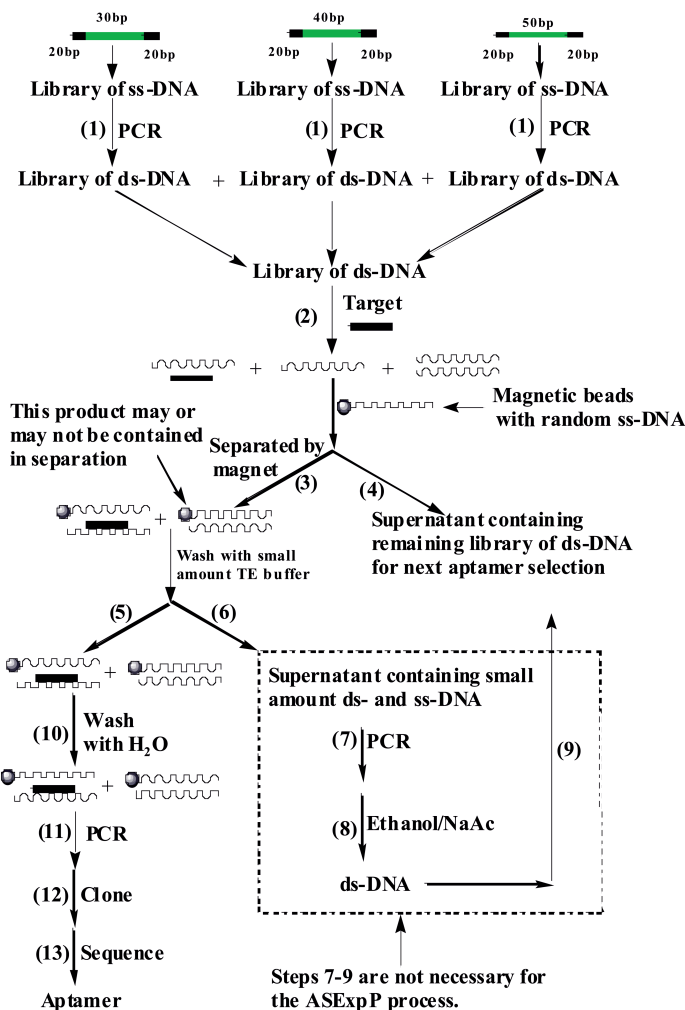 30bp
40bp
50bp
20bp 20bp
20bp 20bp
20bp 20bp
Library of ss-DNA
Library of ss-DNA
Library of ss-DNA
(1) PCR
(1) PCR
(1) PCR
Library of ds-DNA + Library of ds-DNA + Library of ds-DNA
Library of ds-DNA
(2)
Target
+ +
This product may or
may not be contained
in separation
Magnetic beads
with random ss-DNA
Separated by
magnet
(3)
(4)
+
Supernatant containing
remaining library of ds-DNA
for next aptamer selection
Wash with small
amount TE buffer
(5)
(6)
+
Supernatant containing small
amount ds- and ss-DNA
(10)
Wash
with H2O
(7) PCR
(9)
+
(8) Ethanol/NaAc
(11) PCR
ds-DNA
(12) Clone
(13) Sequence
Aptamer
Steps 7-9 are not necessary for
the ASExpP process.